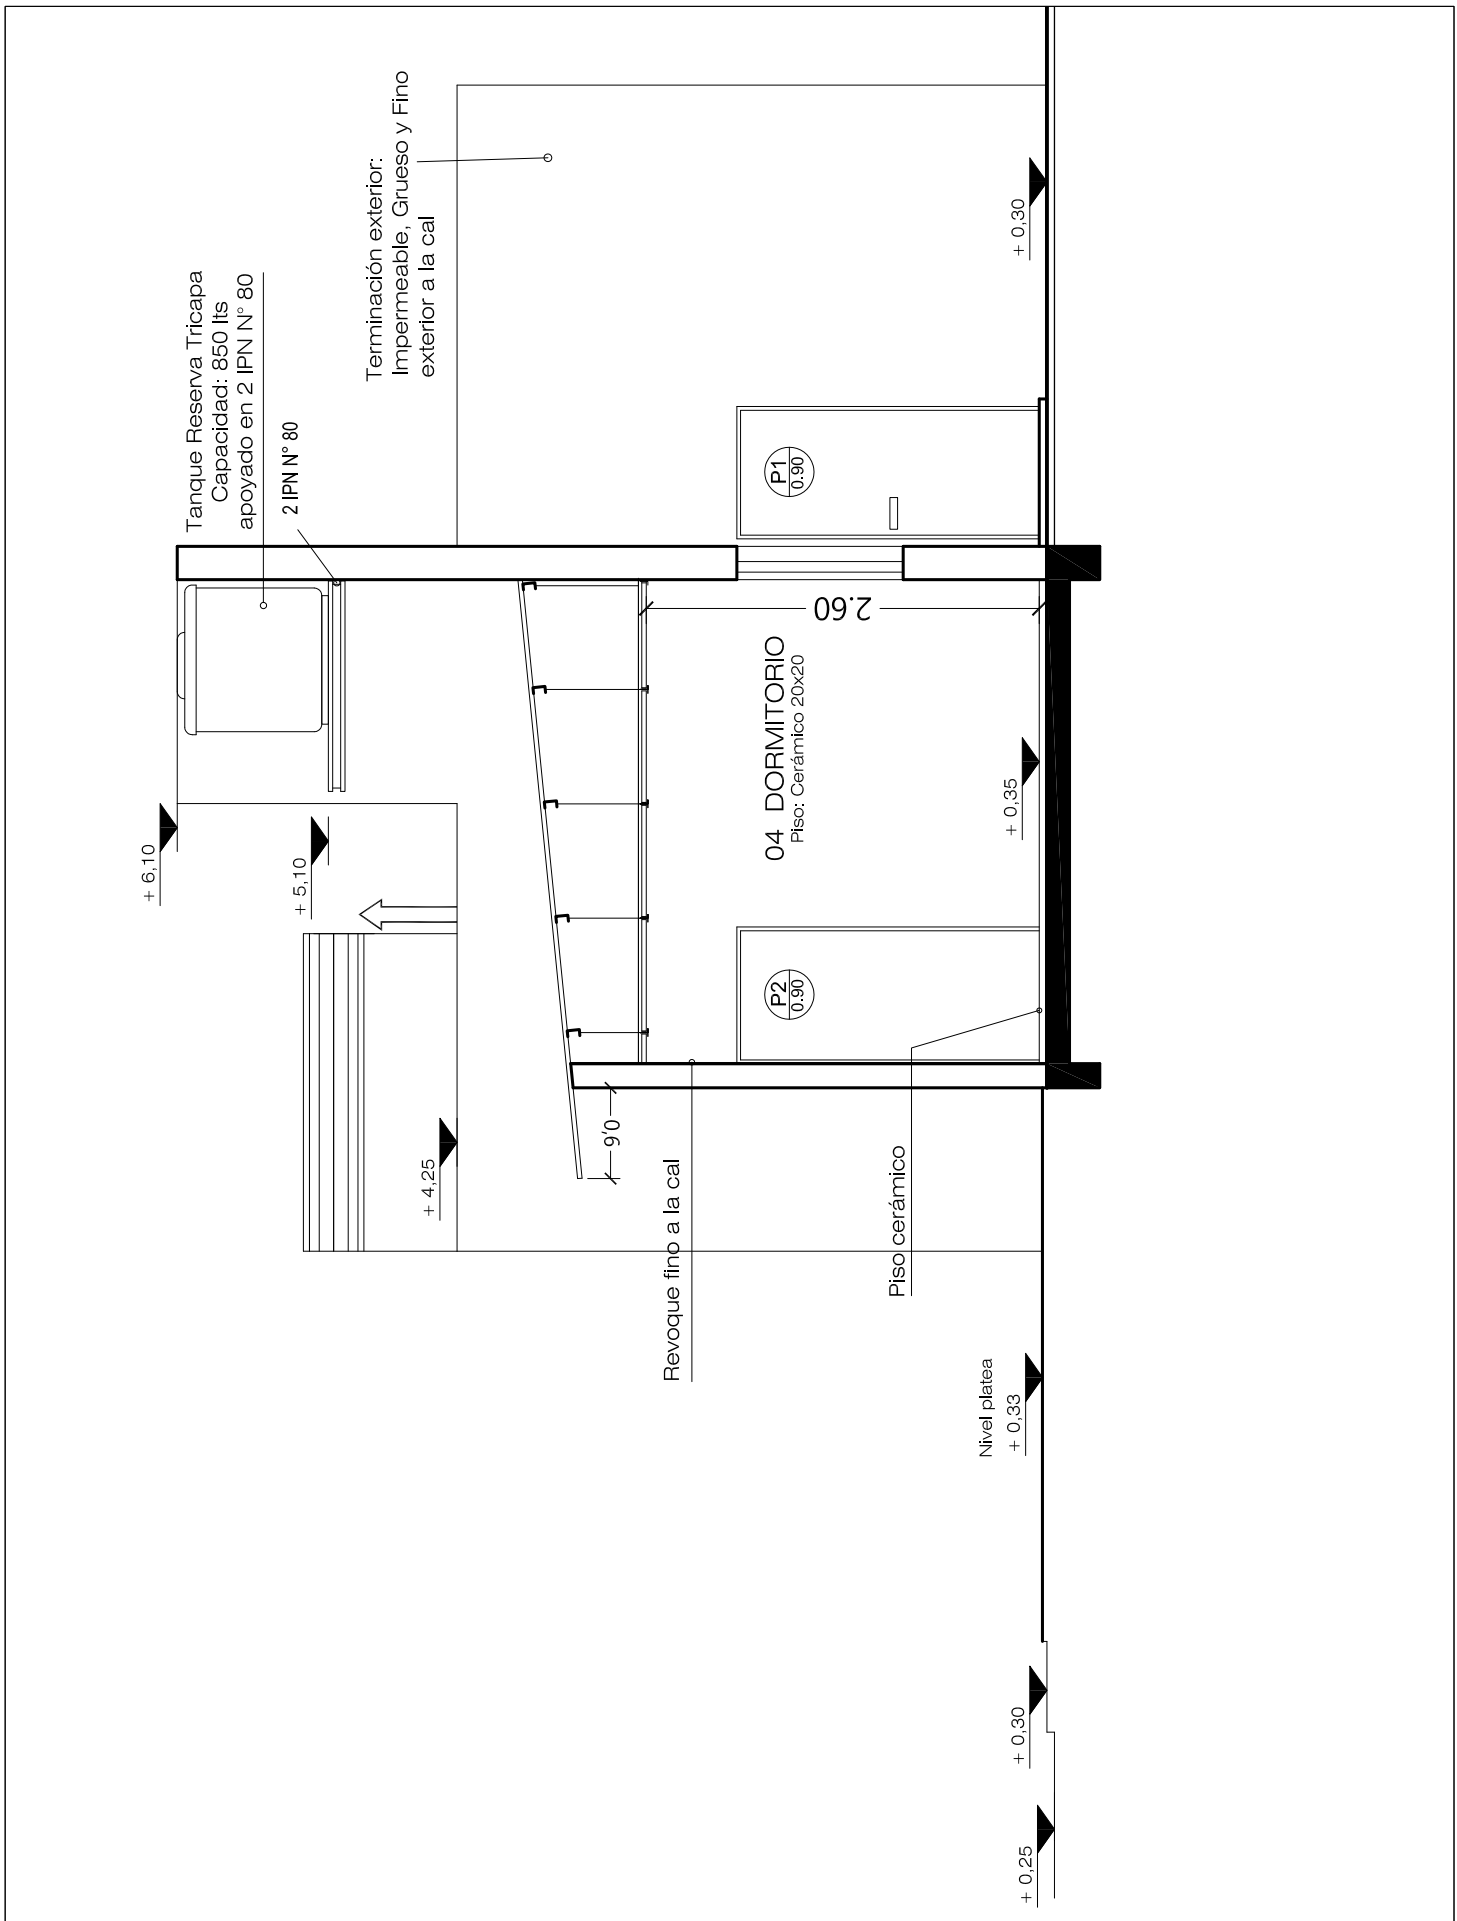 + 6,10
Tanque Reserva Tricapa
Capacidad: 850 lts
apoyado en 2 IPN N° 80
2 IPN N° 80
+ 5,10
Terminación exterior:
Impermeable, Grueso y Fino
exterior a la cal
+ 4,25
0,6
Revoque fino a la cal
P2
0.90
04 DORMITORIO
Piso: Cerámico 20x20
2.60
P1
0.90
Piso cerámico
Nivel platea
+ 0,33
+ 0,35
+ 0,30
+ 0,30
+ 0,25